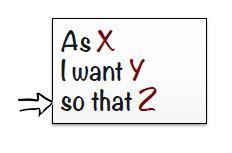 As X
I want Y
so that Z